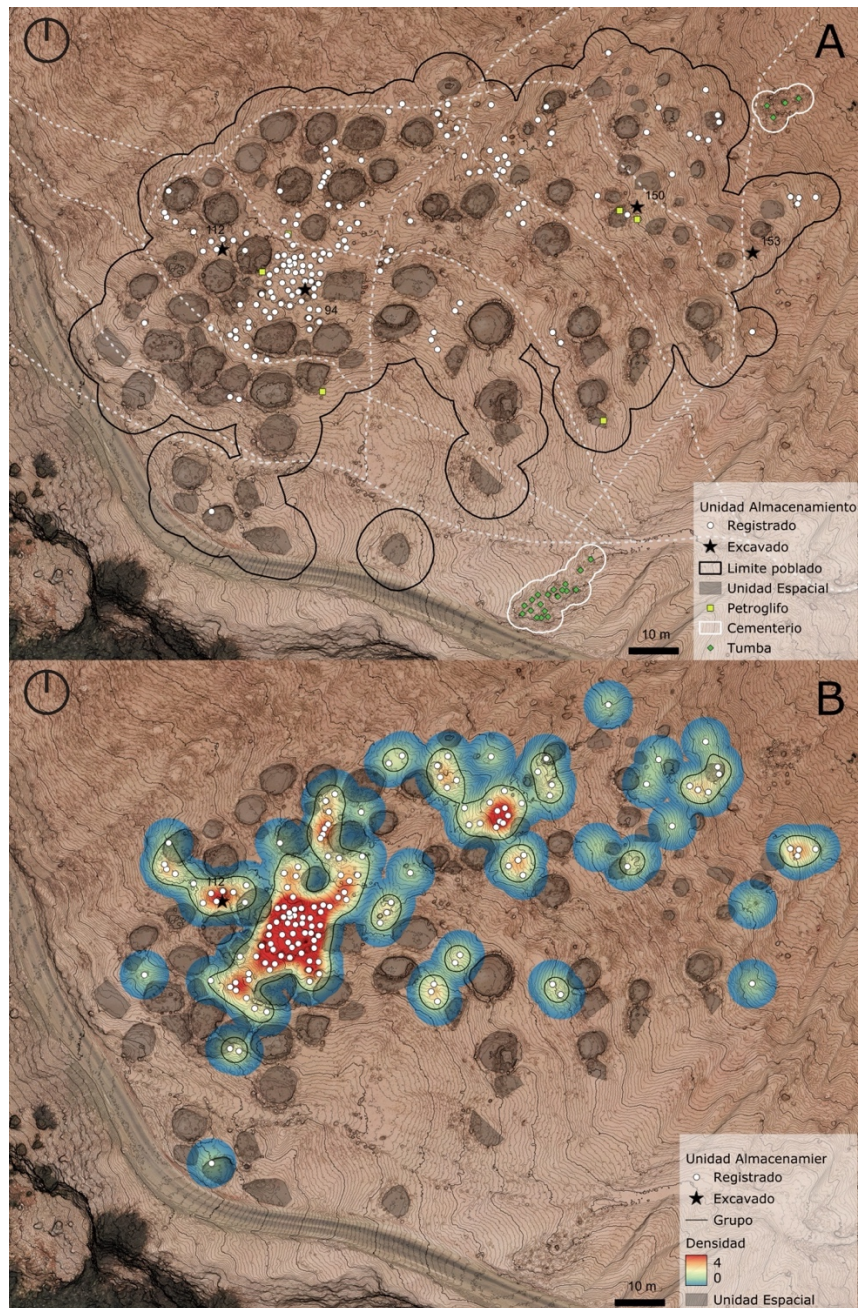 A
112
150
153
94
Unidad Almacenamiento
Registrado
Excavado
Limite poblado
Unidad Espacial
Petroglifo
Cementerio
Tumba
10 m
B
112
Unidad Almacenamier
Registrado
Excavado
Grupo
Densidad
4
0
Unidad Espacial
10 m